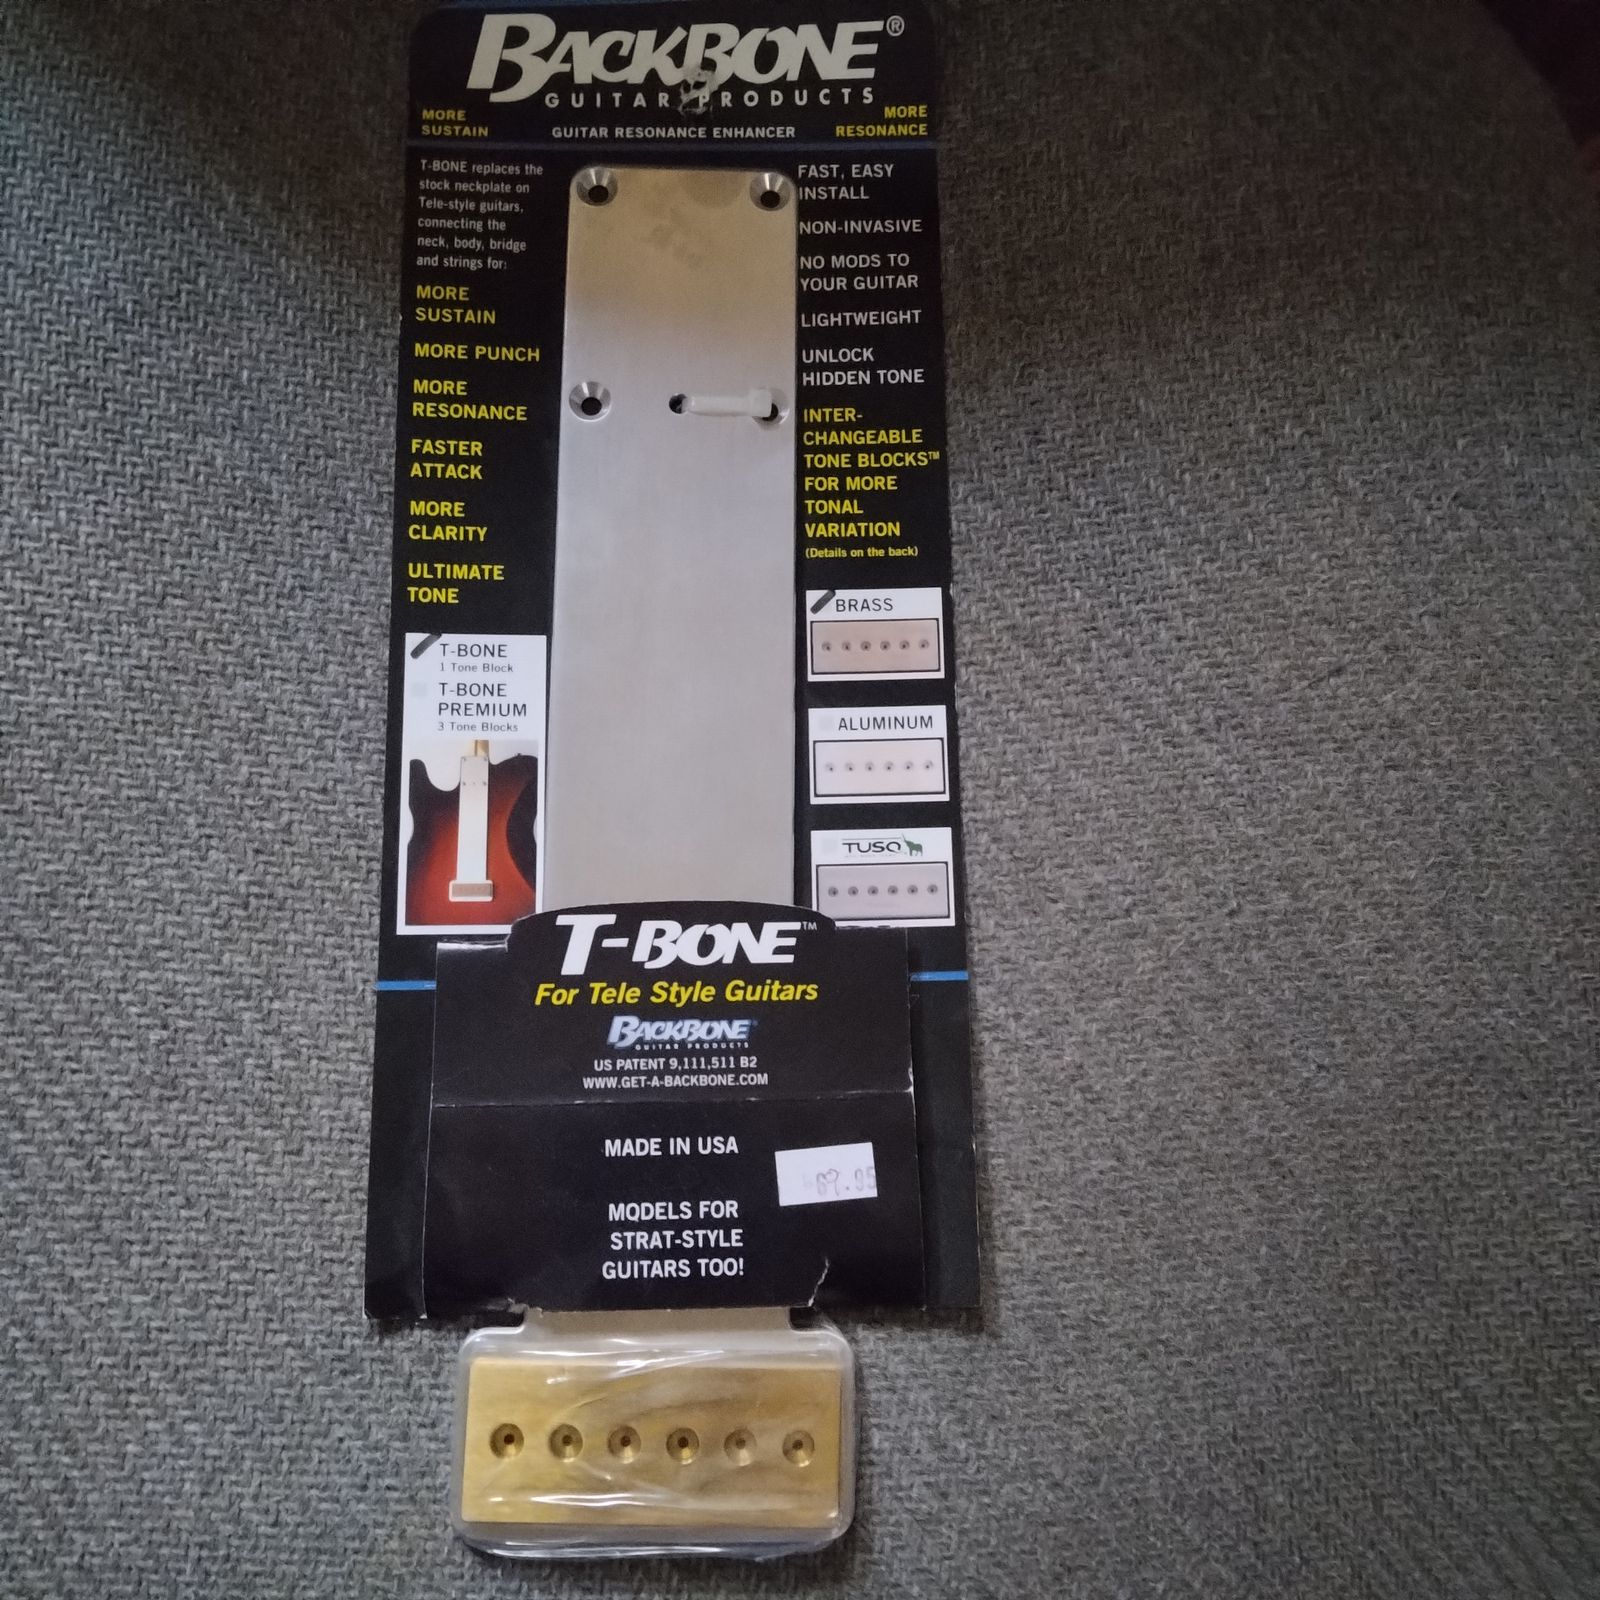 BACKBONE®
GUITAR PRODUCTS
MORE
SUSTAIN
GUITAR RESONANCE ENHANCER
MORE
RESONANCE
T-BONE replaces the
stock neckplate on
Tele-style guitars,
connecting the
neck, body, bridge
and strings for:
MORE
SUSTAIN
MORE PUNCH
MORE
RESONANCE
FASTER
ATTACK
MORE
CLARITY
ULTIMATE
TONE
T-BONE
1 Tone Block
T-BONE
PREMIUM
3 Tone Blocks
FAST, EASY
INSTALL
NON-INVASIVE
NO MODS TO
YOUR GUITAR
LIGHTWEIGHT
UNLOCK
HIDDEN TONE
INTER-
CHANGEABLE
TONE BLOCKS™
FOR MORE
TONAL
VARIATION
(Details on the back)
BRASS
ALUMINUM
TUSQ
T-BONE™
For Tele Style Guitars
BACKBONE
GUITAR PRODUCTS
US PATENT 9,111,511 B2
WWW.GET-A-BACKBONE.COM
MADE IN USA
MODELS FOR
STRAT-STYLE
GUITARS TOO!